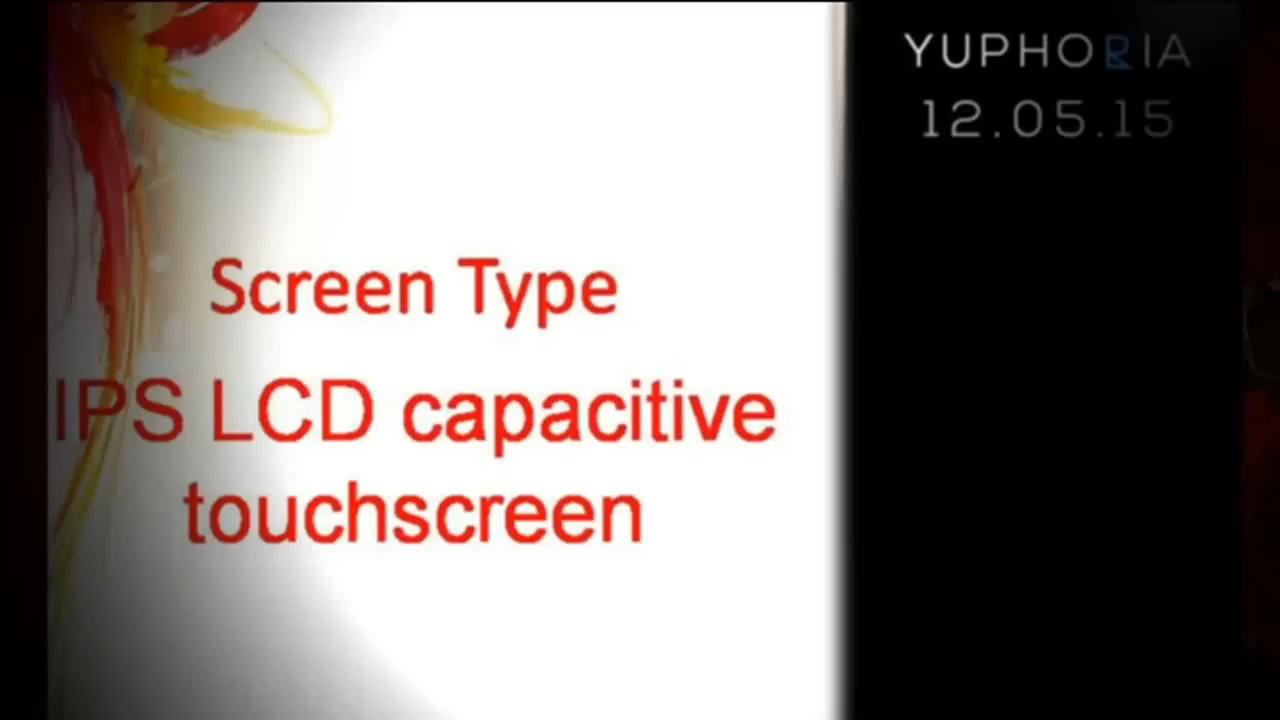 Screen Type
IPS LCD capacitive
touchscreen
YUPHORIA
12.05.15